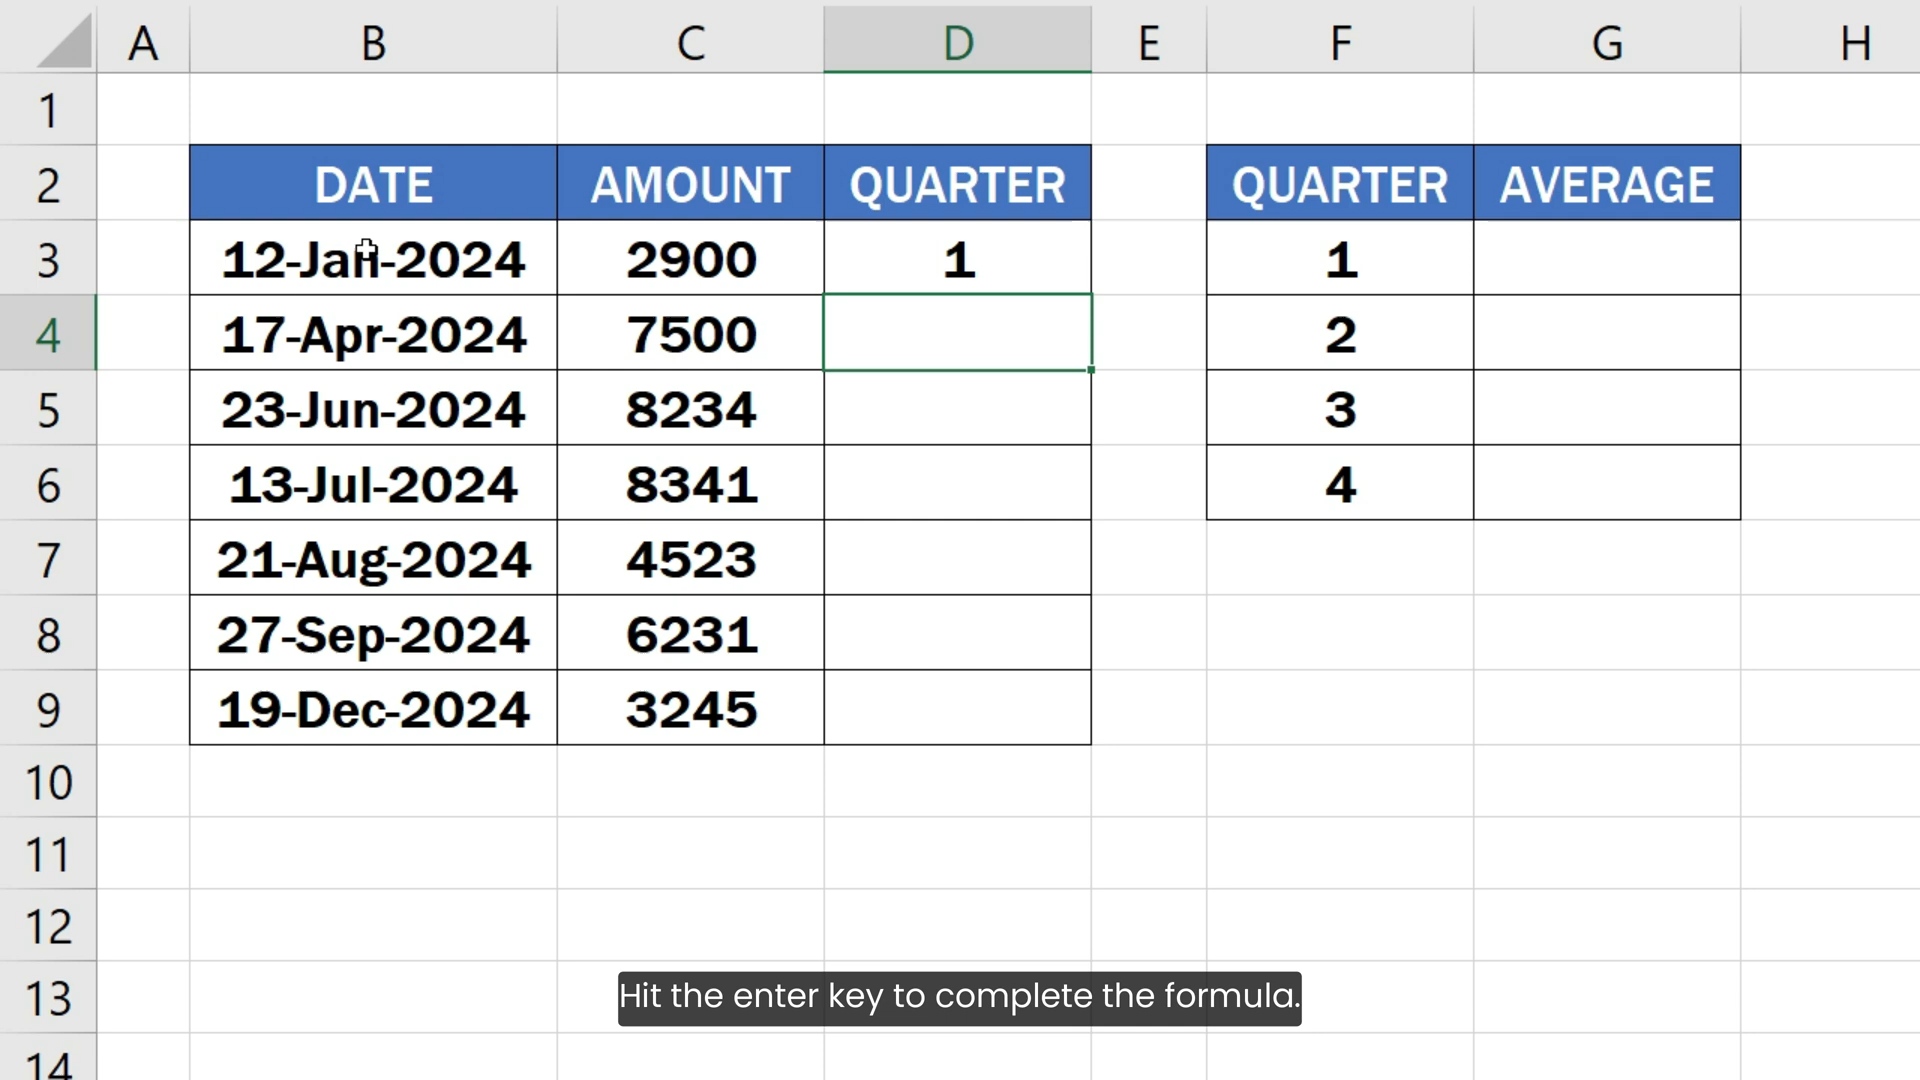 A B C D E F G H
1
2 DATE AMOUNT QUARTER QUARTER AVERAGE
3 12-Jan-2024 2900 1 1
4 17-Apr-2024 7500 2
5 23-Jun-2024 8234 3
6 13-Jul-2024 8341 4
7 21-Aug-2024 4523
8 27-Sep-2024 6231
9 19-Dec-2024 3245
10
11
12
13
Hit the enter key to complete the formula.
14